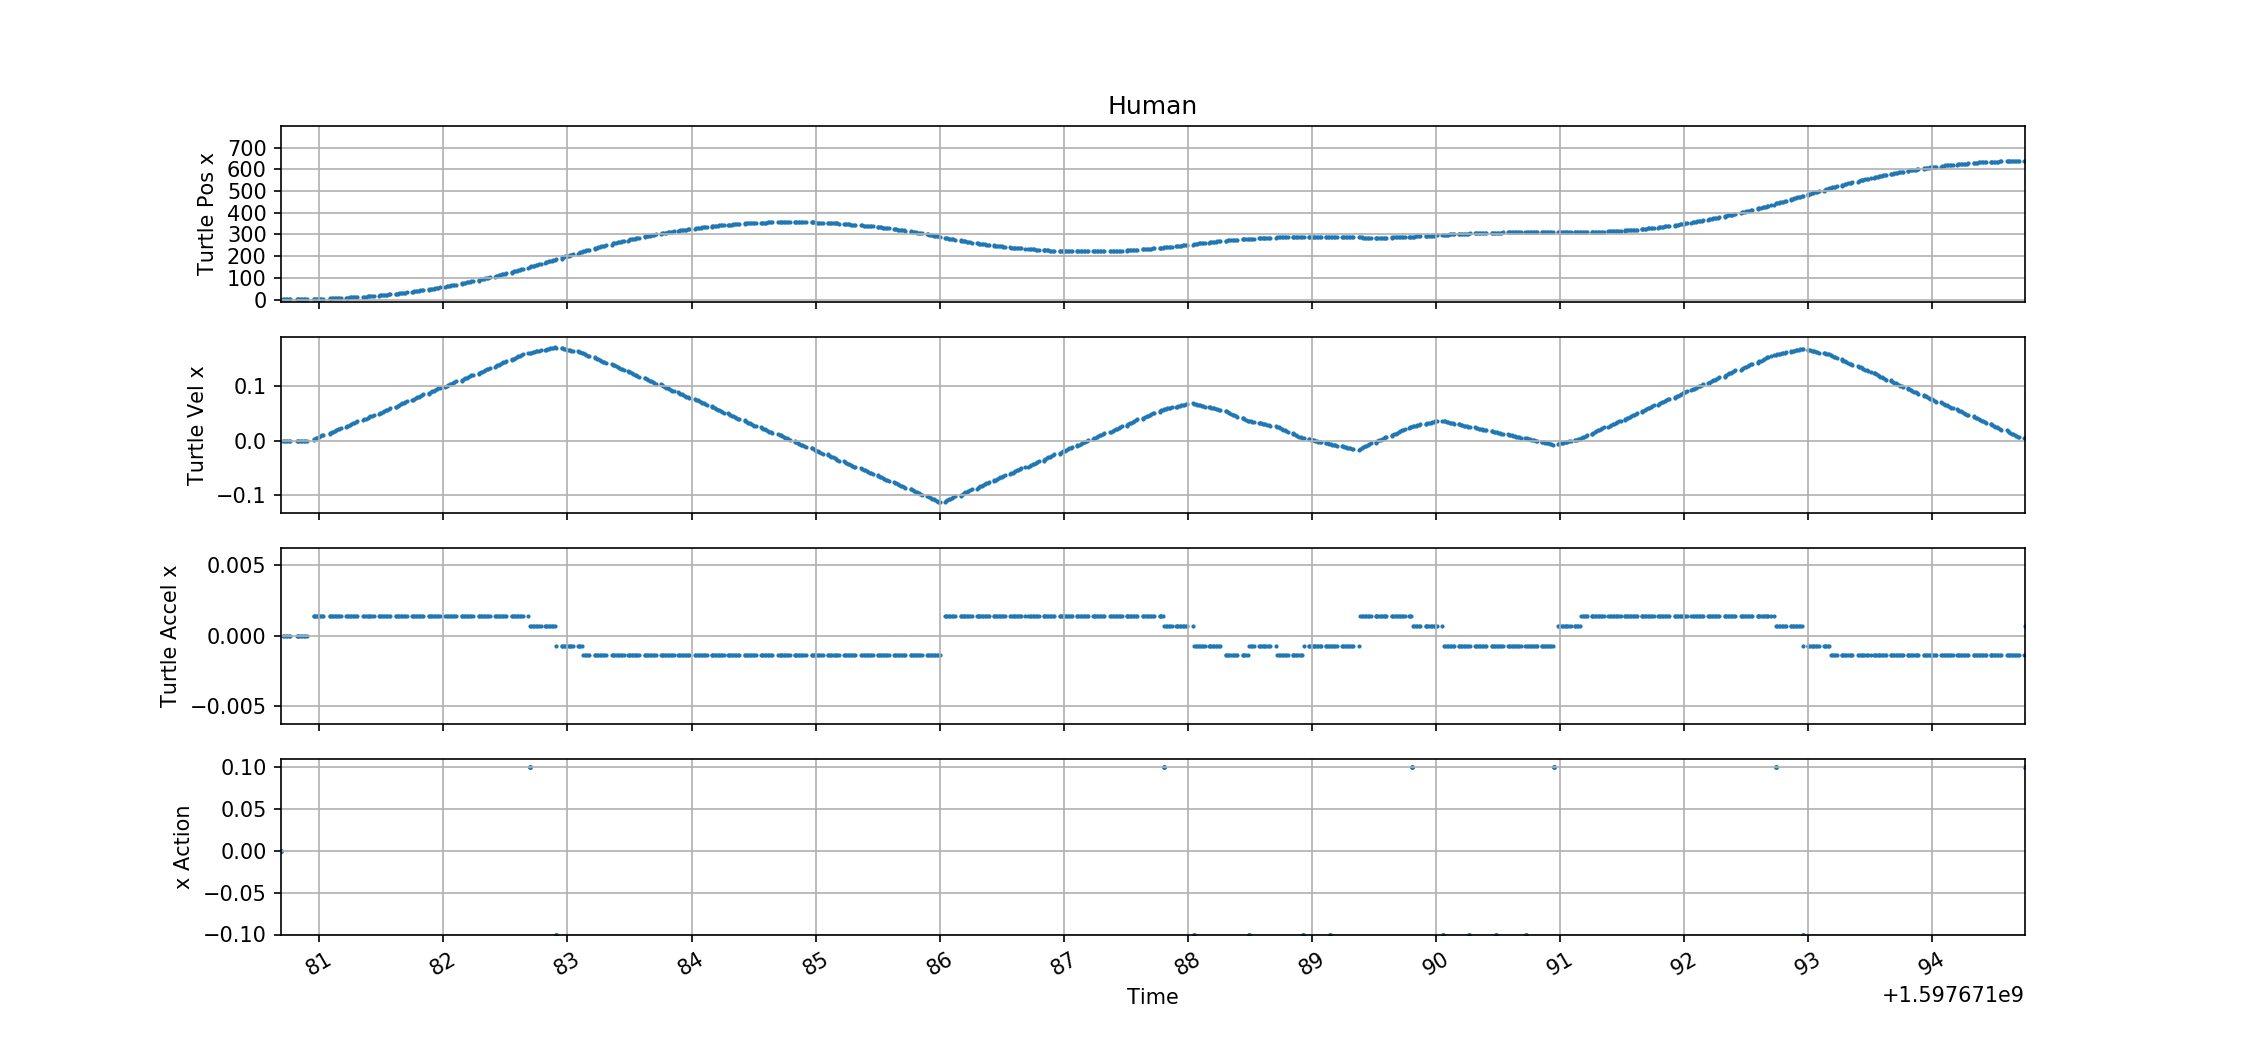 Human
Turtle Pos x
700
600
500
400
300
200
100
0
Turtle Vel x
0.1
0.0
−0.1
Turtle Accel x
0.005
0.000
−0.005
x Action
0.10
0.05
0.00
−0.05
−0.10
81 82 83 84 85 86 87 88 89 90 91 92 93 94
Time
+1.597671e9